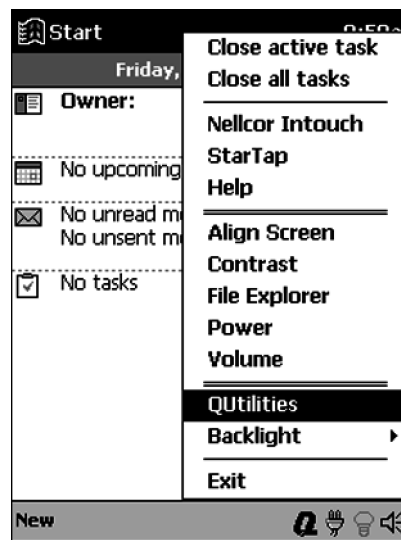 Start
Friday,
Owner:
No upcoming
No unread m
No unsent m
No tasks
Close active task
Close all tasks
Nellcor Intouch
StarTap
Help
Align Screen
Contrast
File Explorer
Power
Volume
QUtilities
Backlight
Exit
New